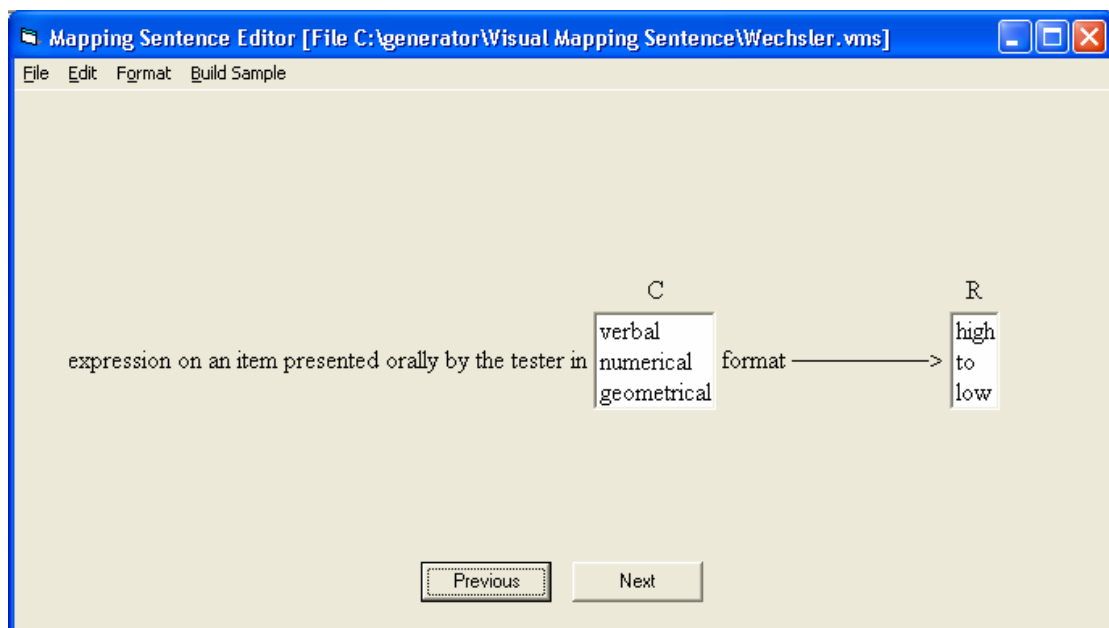 Mapping Sentence Editor [File C:\generator\Visual Mapping Sentence\Wechsler.vms]
File Edit Format Build Sample
C R
verbal high
expression on an item presented orally by the tester in numerical format ————> to
geometrical low
Previous Next